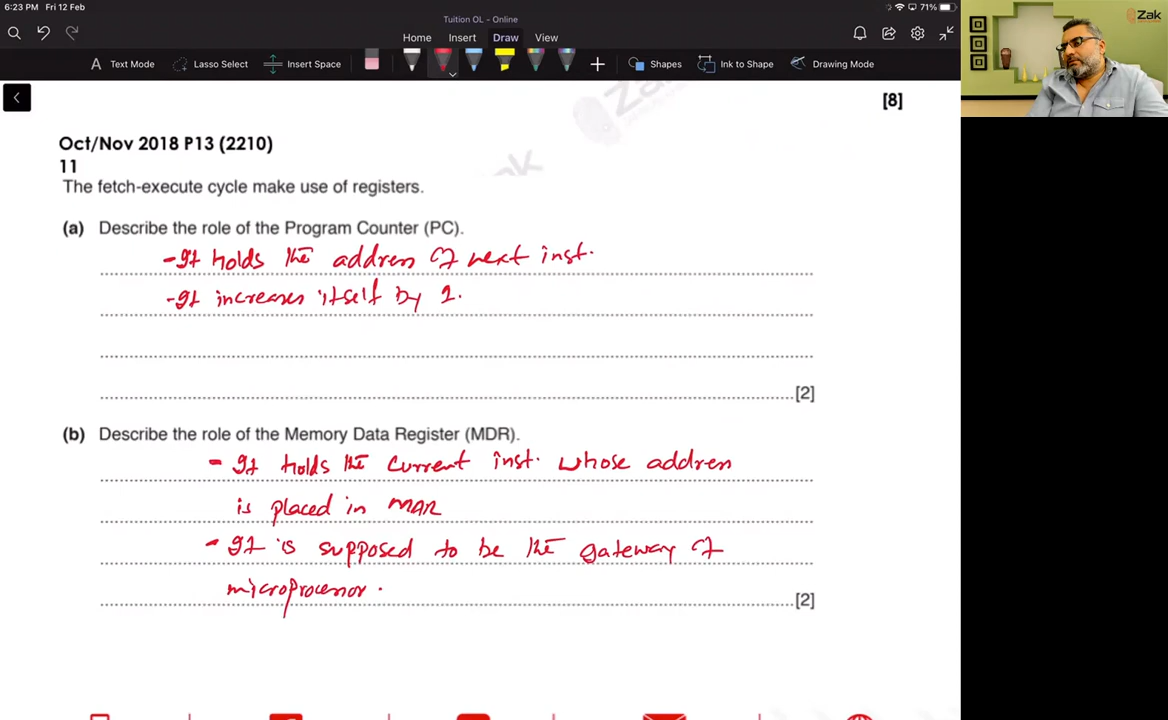 6:23 PM Fri 12 Feb
71%
Tuition OL - Online
Home Insert Draw View
Text Mode Lasso Select Insert Space Shapes Ink to Shape Drawing Mode
Zak
[8]
Zak
Oct/Nov 2018 P13 (2210)
11
The fetch-execute cycle make use of registers.
(a) Describe the role of the Program Counter (PC).
- It holds the address of next inst.
- It increases itself by 1.
[2]
(b) Describe the role of the Memory Data Register (MDR).
- It holds the current inst. whose address
is placed in MAR
- It is supposed to be the gateway of
microprocessor.
[2]